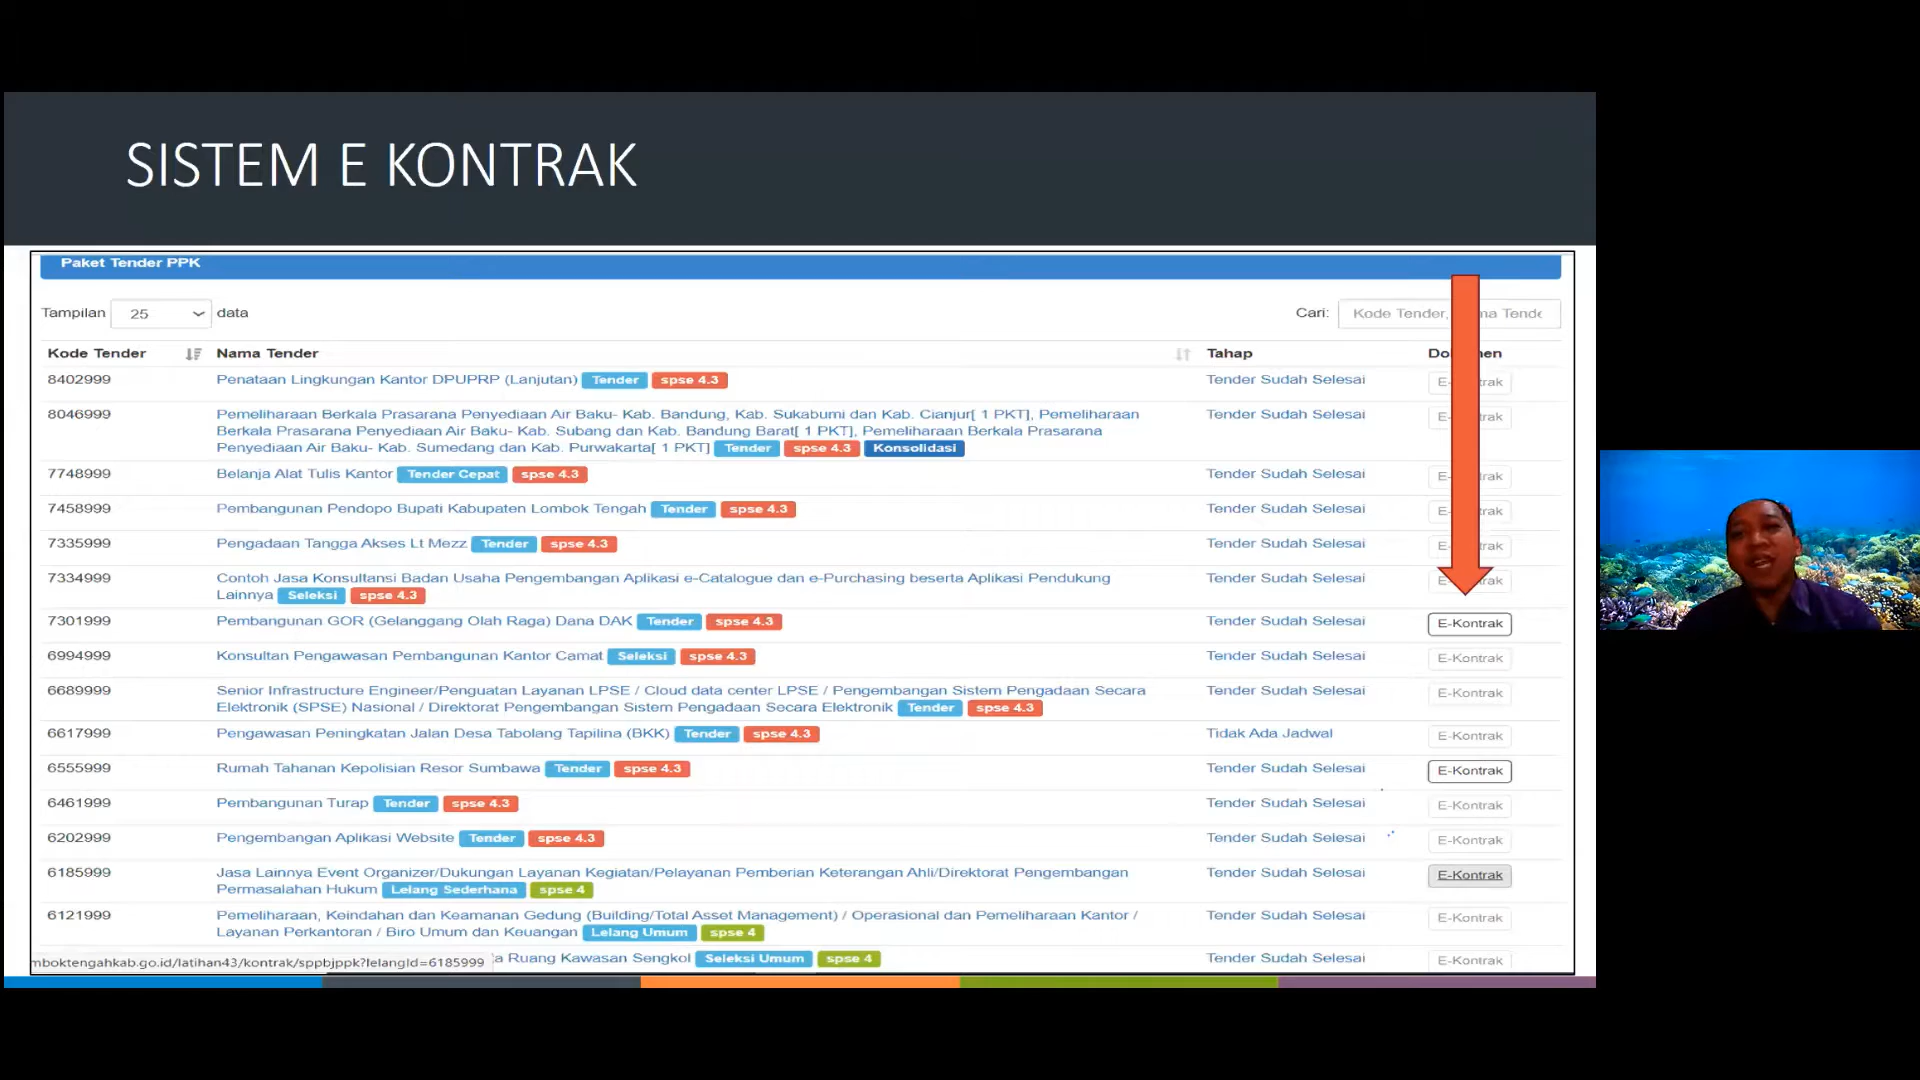 SISTEM E KONTRAK
Paket Tender PPK
Tampilan 25 data Cari: Kode Tender, ma Tende
Kode Tender Nama Tender Tahap
8402999 Penataan Lingkungan Kantor DPUPRP (Lanjutan) Tender spse 4.3 Tender Sudah Selesai
8046999 Pemeliharaan Berkala Prasarana Penyediaan Air Baku- Kab. Bandung, Kab. Sukabumi dan Kab. Cianjur[ 1 PKT], Pemeliharaan Tender Sudah Selesai
Berkala Prasarana Penyediaan Air Baku- Kab. Subang dan Kab. Bandung Barat[ 1 PKT], Pemeliharaan Berkala Prasarana
Penyediaan Air Baku- Kab. Sumedang dan Kab. Purwakarta[ 1 PKT] Tender spse 4.3 Konsolidasi
7748999 Belanja Alat Tulis Kantor Tender Cepat spse 4.3 Tender Sudah Selesai
7458999 Pembangunan Pendopo Bupati Kabupaten Lombok Tengah Tender spse 4.3 Tender Sudah Selesai
7335999 Pengadaan Tangga Akses Lt Mezz Tender spse 4.3 Tender Sudah Selesai
7334999 Contoh Jasa Konsultansi Badan Usaha Pengembangan Aplikasi e-Catalogue dan e-Purchasing beserta Aplikasi Pendukung Tender Sudah Selesai
Lainnya Seleksi spse 4.3
7301999 Pembangunan GOR (Gelanggang Olah Raga) Dana DAK Tender spse 4.3 Tender Sudah Selesai E-Kontrak
6994999 Konsultan Pengawasan Pembangunan Kantor Camat Seleksi spse 4.3 Tender Sudah Selesai E-Kontrak
6689999 Senior Infrastructure Engineer/Penguatan Layanan LPSE / Cloud data center LPSE / Pengembangan Sistem Pengadaan Secara Tender Sudah Selesai E-Kontrak
Elektronik (SPSE) Nasional / Direktorat Pengembangan Sistem Pengadaan Secara Elektronik Tender spse 4.3
6617999 Pengawasan Peningkatan Jalan Desa Tabolang Tapilina (BKK) Tender spse 4.3 Tidak Ada Jadwal E-Kontrak
6555999 Rumah Tahanan Kepolisian Resor Sumbawa Tender spse 4.3 Tender Sudah Selesai E-Kontrak
6461999 Pembangunan Turap Tender spse 4.3 Tender Sudah Selesai E-Kontrak
6202999 Pengembangan Aplikasi Website Tender spse 4.3 Tender Sudah Selesai E-Kontrak
6185999 Jasa Lainnya Event Organizer/Dukungan Layanan Kegiatan/Pelayanan Pemberian Keterangan Ahli/Direktorat Pengembangan Tender Sudah Selesai E-Kontrak
Permasalahan Hukum Lelang Sederhana spse 4
6121999 Pemeliharaan, Keindahan dan Keamanan Gedung (Building/Total Asset Management) / Operasional dan Pemeliharaan Kantor / Tender Sudah Selesai E-Kontrak
Layanan Perkantoran / Biro Umum dan Keuangan Lelang Umum spse 4
Ruang Kawasan Sengkol Seleksi Umum spse 4 Tender Sudah Selesai E-Kontrak
mboktengahkab.go.id/latihan43/kontrak/sppbjppk?lelangId=6185999